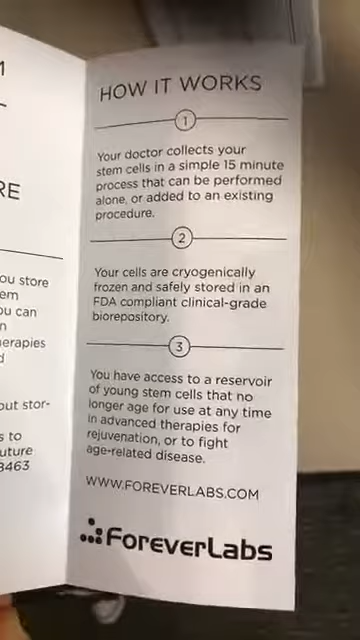 HOW IT WORKS
1
Your doctor collects your
stem cells in a simple 15 minute
process that can be performed
alone, or added to an existing
procedure.
2
Your cells are cryogenically
frozen and safely stored in an
FDA compliant clinical-grade
biorepository.
3
You have access to a reservoir
of young stem cells that no
longer age for use at any time
in advanced therapies for
rejuvenation, or to fight
age-related disease.
WWW.FOREVERLABS.COM
ForeverLabs